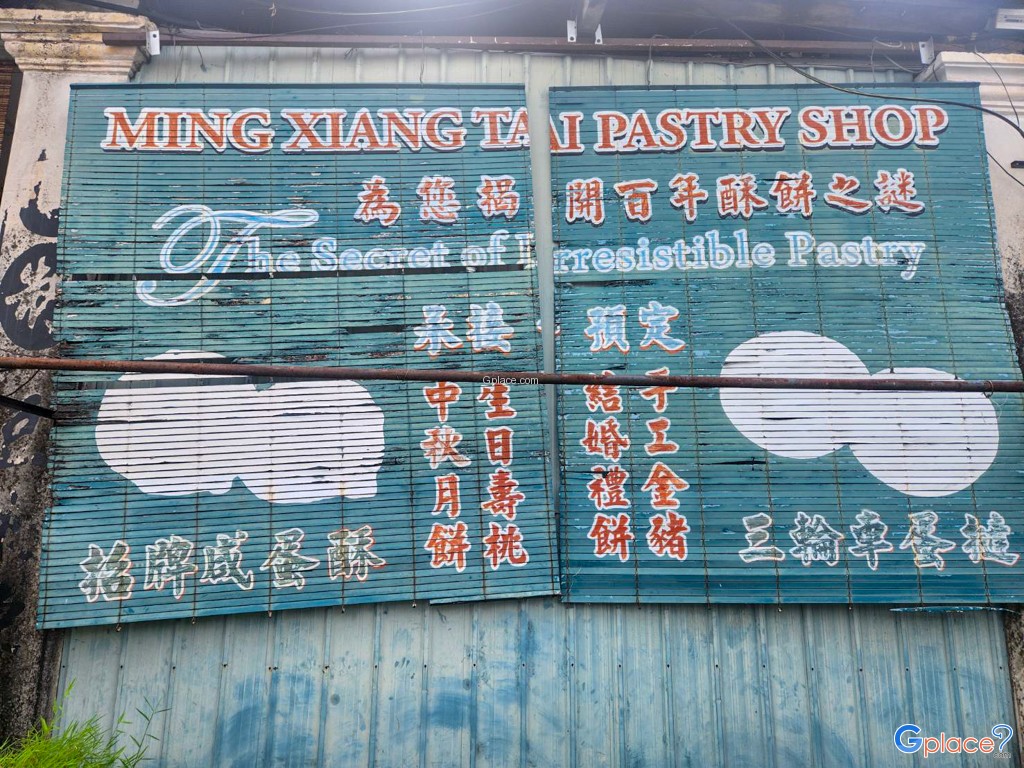 MING XIANG TAI PASTRY SHOP
為您揭開百年酥餅之謎
The Secret of Irresistible Pastry
承接、預定
中秋月餅
生日壽桃
結婚禮餅
千工金豬
招牌咸蛋酥
三輪車蛋撻
Gplace.com
Gplace
.com